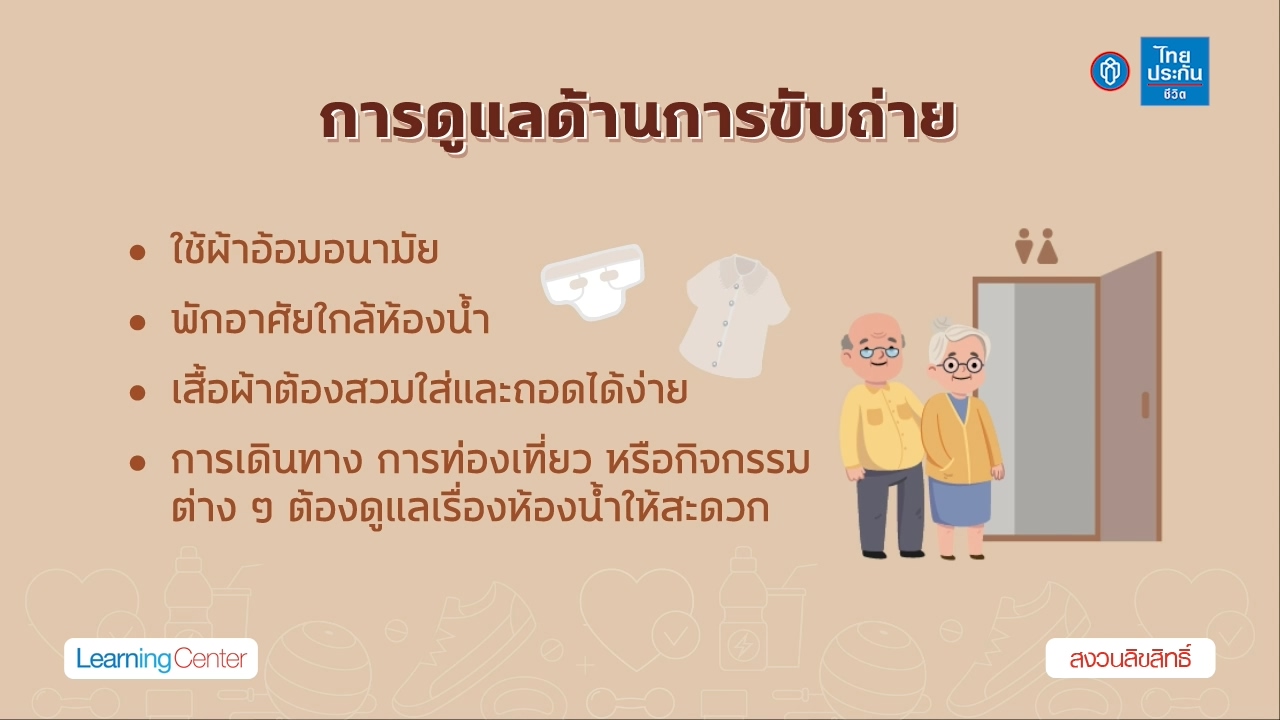 ไทย
ประกัน
ชีวิต
การดูแลด้านการขับถ่าย
• ใช้ผ้าอ้อมอนามัย
• พักอาศัยใกล้ห้องน้ำ
• เสื้อผ้าต้องสวมใส่และถอดได้ง่าย
• การเดินทาง การท่องเที่ยว หรือกิจกรรม
ต่าง ๆ ต้องดูแลเรื่องห้องน้ำให้สะดวก
Learning Center
สงวนลิขสิทธิ์